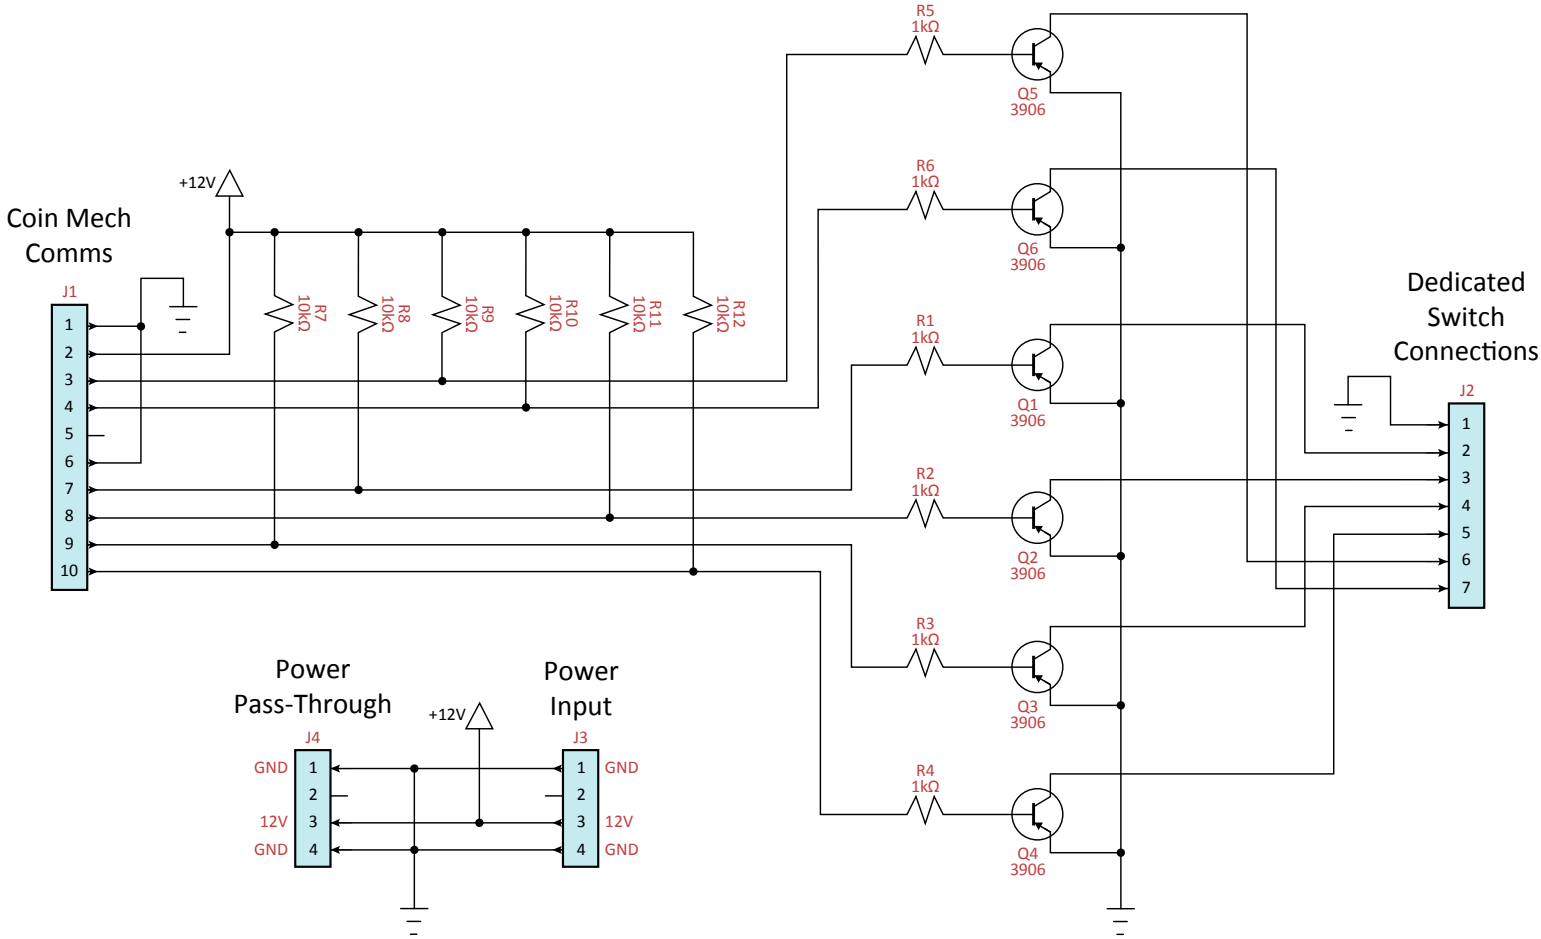 R5
1kΩ
Q5
3906
R6
1kΩ
Q6
3906
+12V
Coin Mech
Comms
J1
1
2
3
4
5
6
7
8
9
10
R7
10kΩ
R8
10kΩ
R9
10kΩ
R10
10kΩ
R11
10kΩ
R12
10kΩ
R1
1kΩ
Q1
3906
R2
1kΩ
Q2
3906
R3
1kΩ
Q3
3906
R4
1kΩ
Q4
3906
Dedicated
Switch
Connections
J2
1
2
3
4
5
6
7
Power
Pass-Through
J4
GND 1
2
12V 3
GND 4
+12V
Power
Input
J3
1 GND
2
3 12V
4 GND